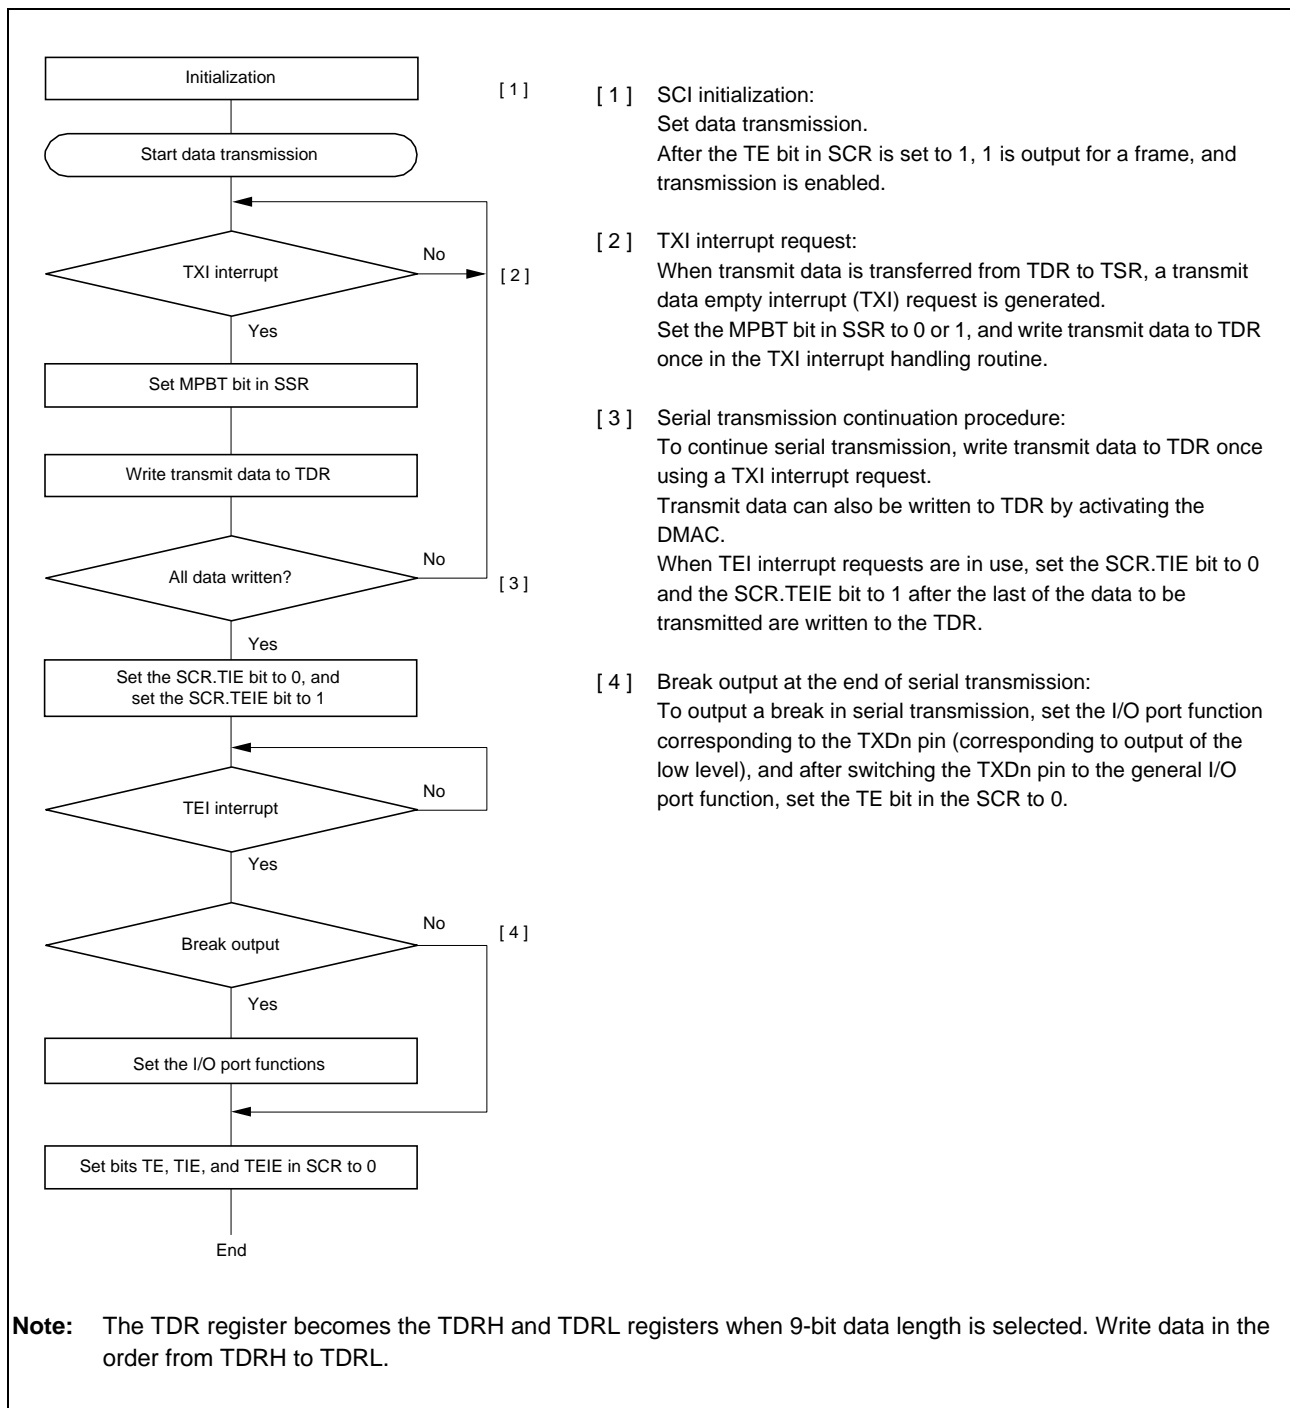 Initialization
[ 1 ]
Start data transmission
TXI interrupt
No
[ 2 ]
Yes
Set MPBT bit in SSR
Write transmit data to TDR
All data written?
No
[ 3 ]
Yes
Set the SCR.TIE bit to 0, and
set the SCR.TEIE bit to 1
TEI interrupt
No
Yes
Break output
No
[ 4 ]
Yes
Set the I/O port functions
Set bits TE, TIE, and TEIE in SCR to 0
End
[ 1 ] SCI initialization:
Set data transmission.
After the TE bit in SCR is set to 1, 1 is output for a frame, and
transmission is enabled.
[ 2 ] TXI interrupt request:
When transmit data is transferred from TDR to TSR, a transmit
data empty interrupt (TXI) request is generated.
Set the MPBT bit in SSR to 0 or 1, and write transmit data to TDR
once in the TXI interrupt handling routine.
[ 3 ] Serial transmission continuation procedure:
To continue serial transmission, write transmit data to TDR once
using a TXI interrupt request.
Transmit data can also be written to TDR by activating the
DMAC.
When TEI interrupt requests are in use, set the SCR.TIE bit to 0
and the SCR.TEIE bit to 1 after the last of the data to be
transmitted are written to the TDR.
[ 4 ] Break output at the end of serial transmission:
To output a break in serial transmission, set the I/O port function
corresponding to the TXDn pin (corresponding to output of the
low level), and after switching the TXDn pin to the general I/O
port function, set the TE bit in the SCR to 0.
Note: The TDR register becomes the TDRH and TDRL registers when 9-bit data length is selected. Write data in the
order from TDRH to TDRL.